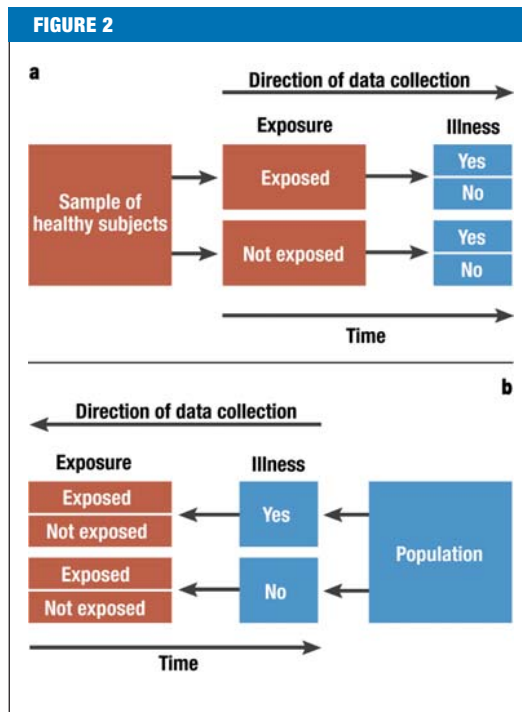 FIGURE 2
a
Direction of data collection
Exposure
Illness
Sample of
healthy subjects
Exposed
Yes
No
Not exposed
Yes
No
Time
b
Direction of data collection
Exposure
Illness
Exposed
Not exposed
Yes
Population
Exposed
Not exposed
No
Time